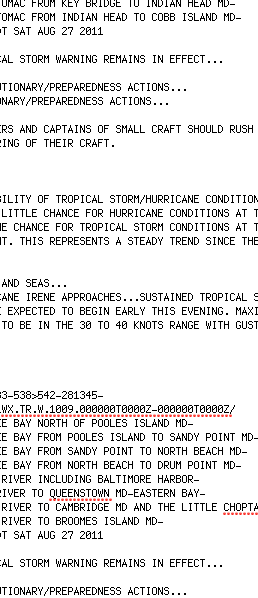 TOMAC FROM KEY BRIDGE TO INDIAN HEAD MD-
TOMAC FROM INDIAN HEAD TO COBB ISLAND MD-
DT SAT AUG 27 2011
CAL STORM WARNING REMAINS IN EFFECT...
UTIONARY/PREPAREDNESS ACTIONS...
ONARY/PREPAREDNESS ACTIONS...
ERS AND CAPTAINS OF SMALL CRAFT SHOULD RUSH
RING OF THEIR CRAFT.
BILITY OF TROPICAL STORM/HURRICANE CONDITION
LITTLE CHANCE FOR HURRICANE CONDITIONS AT T
HE CHANCE FOR TROPICAL STORM CONDITIONS AT T
NT. THIS REPRESENTS A STEADY TREND SINCE THE
AND SEAS...
CANE IRENE APPROACHES...SUSTAINED TROPICAL S
E EXPECTED TO BEGIN EARLY THIS EVENING. MAXI
TO BE IN THE 30 TO 40 KNOTS RANGE WITH GUST
33-538>542-281345-
WX.TR.W.1009.000000T0000Z-000000T0000Z/
KE BAY NORTH OF POOLES ISLAND MD-
KE BAY FROM POOLES ISLAND TO SANDY POINT MD-
KE BAY FROM SANDY POINT TO NORTH BEACH MD-
KE BAY FROM NORTH BEACH TO DRUM POINT MD-
RIVER INCLUDING BALTIMORE HARBOR-
RIVER TO QUEENSTOWN MD-EASTERN BAY-
RIVER TO CAMBRIDGE MD AND THE LITTLE CHOPTA
RIVER TO BROOMES ISLAND MD-
DT SAT AUG 27 2011
CAL STORM WARNING REMAINS IN EFFECT...
UTIONARY/PREPAREDNESS ACTIONS...